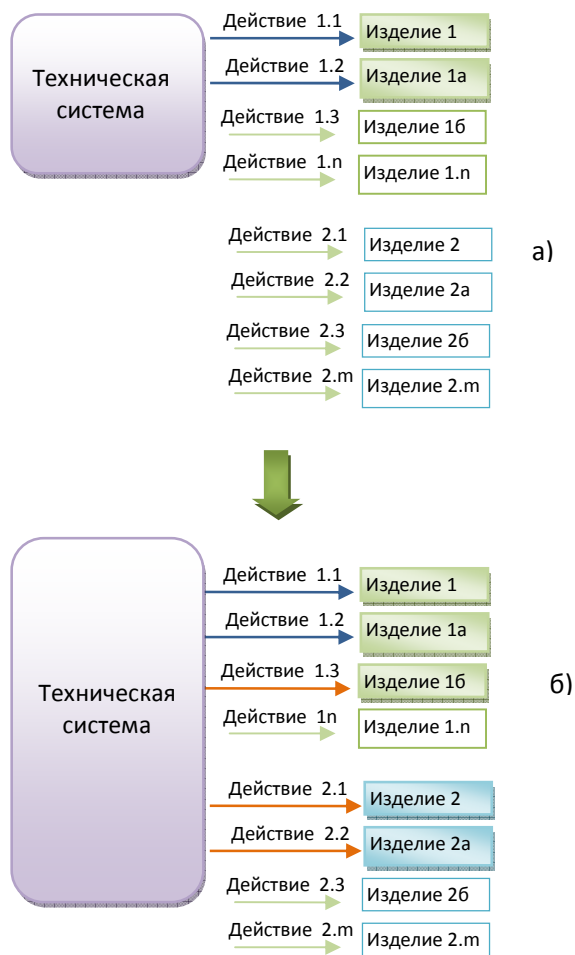 Действие 1.1
Изделие 1
Техническая
система
Действие 1.2
Изделие 1а
Действие 1.3
Изделие 1б
Действие 1.n
Изделие 1.n
Действие 2.1
Изделие 2
а)
Действие 2.2
Изделие 2а
Действие 2.3
Изделие 2б
Действие 2.m
Изделие 2.m
Действие 1.1
Изделие 1
Действие 1.2
Изделие 1а
Действие 1.3
Изделие 1б
б)
Техническая
система
Действие 1n
Изделие 1.n
Действие 2.1
Изделие 2
Действие 2.2
Изделие 2а
Действие 2.3
Изделие 2б
Действие 2.m
Изделие 2.m